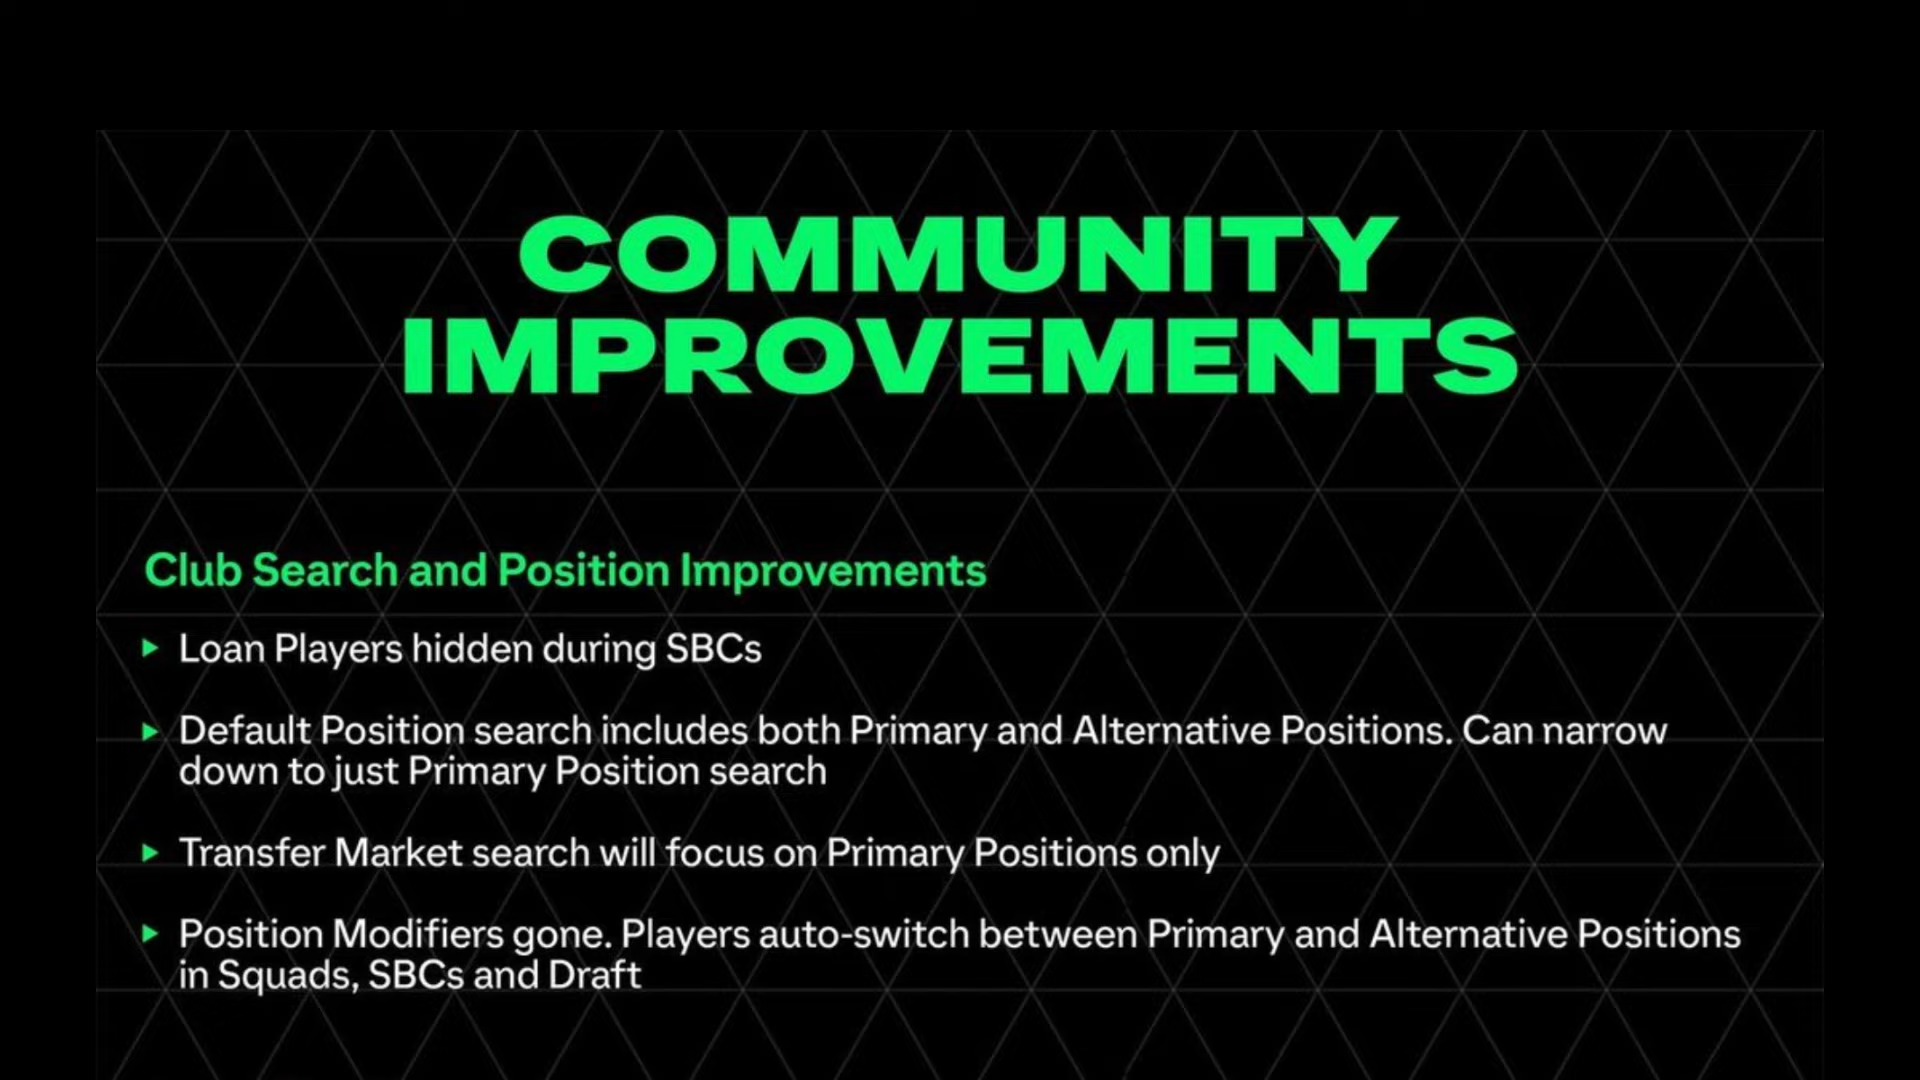 COMMUNITY
IMPROVEMENTS
Club Search and Position Improvements
Loan Players hidden during SBCs
Default Position search includes both Primary and Alternative Positions. Can narrow
down to just Primary Position search
Transfer Market search will focus on Primary Positions only
Position Modifiers gone. Players auto-switch between Primary and Alternative Positions
in Squads, SBCs and Draft